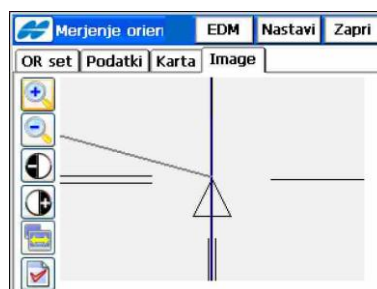 Merjenje orien EDM Nastavi Zapri
OR set Podatki Karta Image